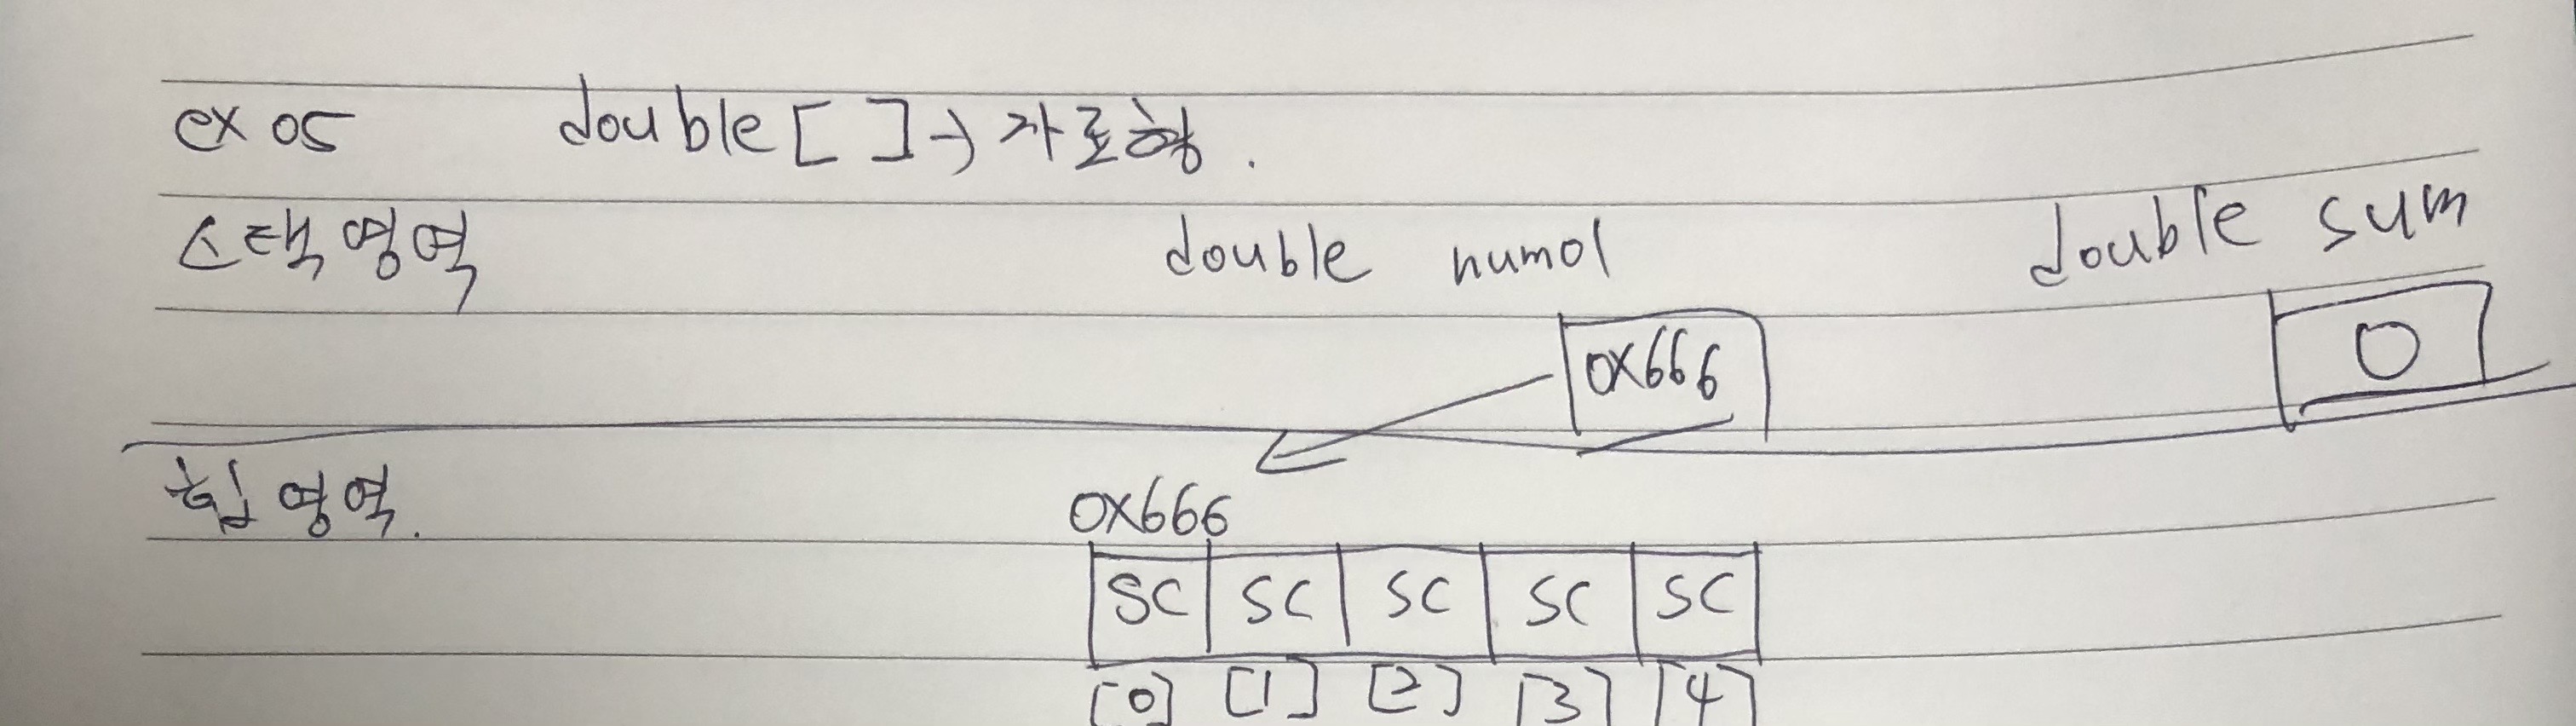 ex 05 double[ ]→자료형.
스택영역 double num01 double sum
0x666 0
힙영역.
0x666
SC SC SC SC SC
[0] [1] [2] [3] [4]